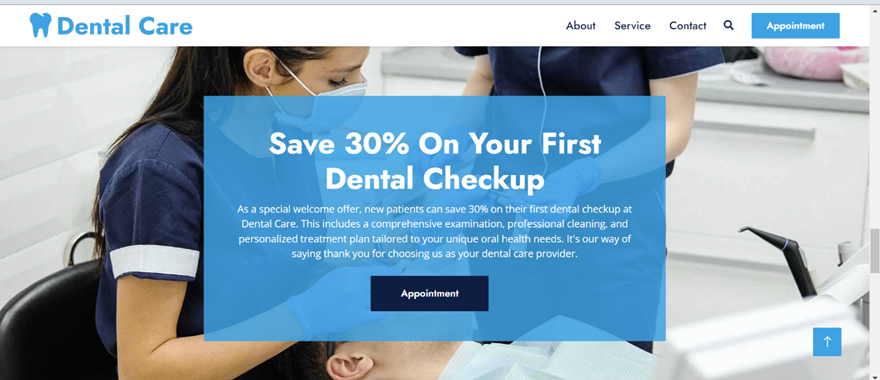 Dental Care
About Service Contact Appointment
Save 30% On Your First
Dental Checkup
As a special welcome offer, new patients can save 30% on their first dental checkup at
Dental Care. This includes a comprehensive examination, professional cleaning, and
personalized treatment plan tailored to your unique oral health needs. It's our way of
saying thank you for choosing us as your dental care provider.
Appointment